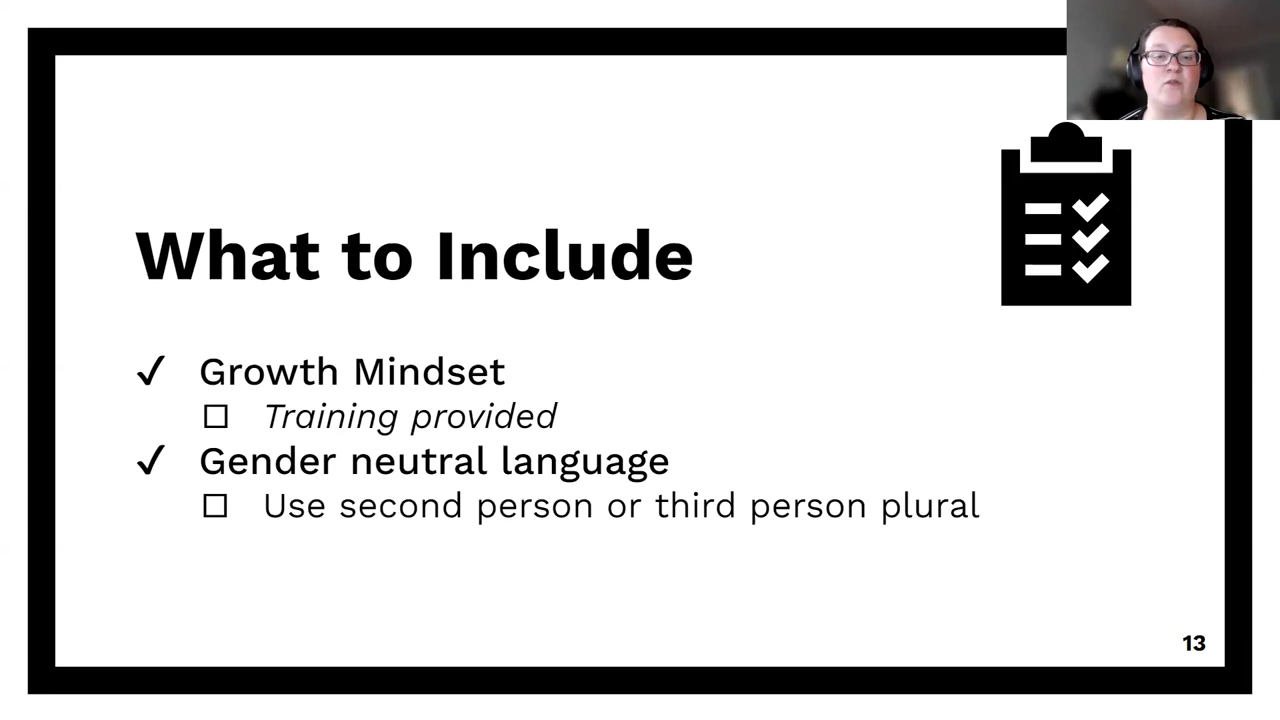 What to Include
✓ Growth Mindset
☐ Training provided
✓ Gender neutral language
☐ Use second person or third person plural
13